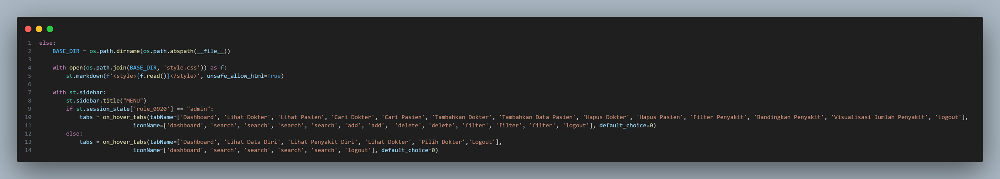 1 else:
2     BASE_DIR = os.path.dirname(os.path.abspath(__file__))
3
4     with open(os.path.join(BASE_DIR, 'style.css')) as f:
5         st.markdown(f'<style>{f.read()}</style>', unsafe_allow_html=True)
6
7     with st.sidebar:
8         st.sidebar.title("MENU")
9         if st.session_state['role_0920'] == "admin":
10             tabs = on_hover_tabs(tabName=['Dashboard', 'Lihat Dokter', 'Lihat Pasien', 'Cari Dokter', 'Cari Pasien', 'Tambahkan Dokter', 'Tambahkan Data Pasien', 'Hapus Dokter', 'Hapus Pasien', 'Filter Penyakit', 'Bandingkan Penyakit', 'Visualisasi Jumlah Penyakit', 'Logout'],
11                             iconName=['dashboard', 'search', 'search', 'search', 'search', 'add', 'add',  'delete', 'delete', 'filter', 'filter', 'filter', 'logout'], default_choice=0)
12         else:
13             tabs = on_hover_tabs(tabName=['Dashboard', 'Lihat Data Diri', 'Lihat Penyakit Diri', 'Lihat Dokter', 'Pilih Dokter','Logout'],
14                             iconName=['dashboard', 'search', 'search', 'search', 'search', 'logout'], default_choice=0)